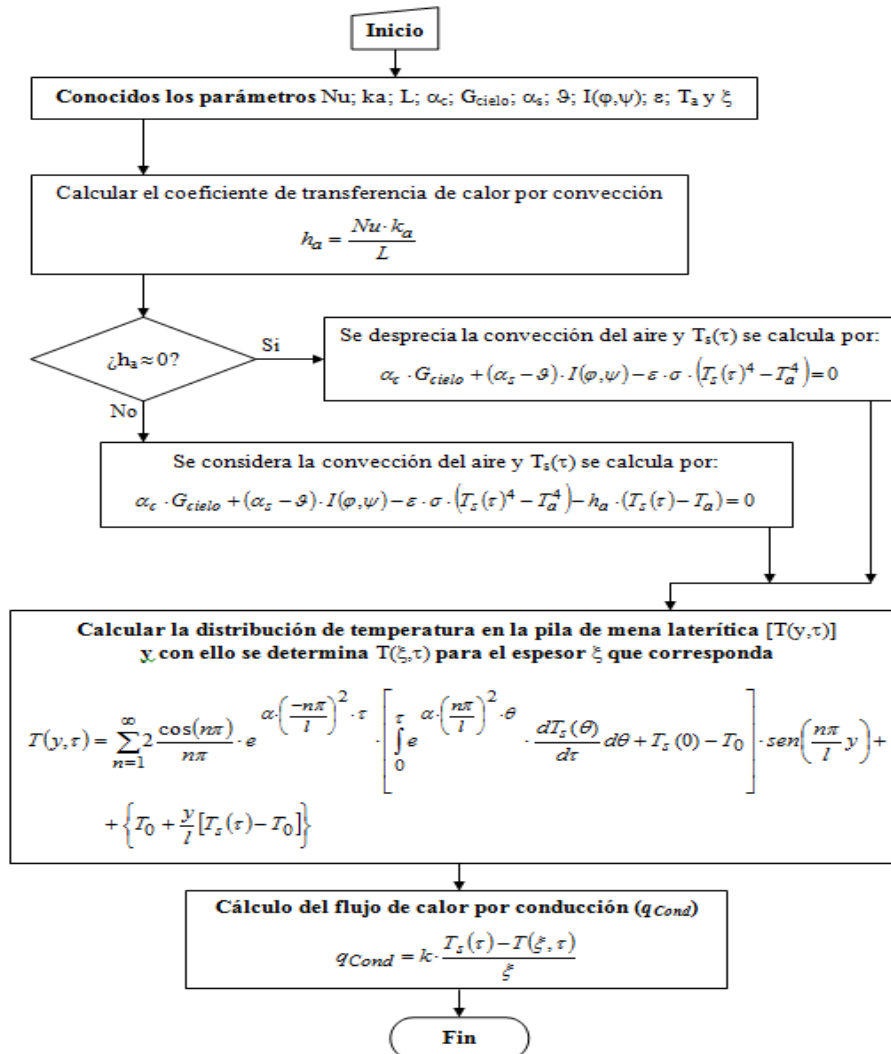 Inicio
Conocidos los parámetros Nu; ka; L; α_c; G_cielo; α_s; ϑ; I(φ,ψ); ε; T_a y ξ
Calcular el coeficiente de transferencia de calor por convección
h_a = Nu · k_a / L
¿h_a ≈ 0?
Si
Se desprecia la convección del aire y T_s(τ) se calcula por:
α_c · G_cielo + (α_s − ϑ) · I(φ,ψ) − ε · σ · (T_s(τ)^4 − T_a^4) = 0
No
Se considera la convección del aire y T_s(τ) se calcula por:
α_c · G_cielo + (α_s − ϑ) · I(φ,ψ) − ε · σ · (T_s(τ)^4 − T_a^4) − h_a · (T_s(τ) − T_a) = 0
Calcular la distribución de temperatura en la pila de mena laterítica [T(y,τ)]
y con ello se determina T(ξ,τ) para el espesor ξ que corresponda
T(y,τ) = ∑_{n=1}^{∞} 2 cos(nπ)/nπ · e^{α·(−nπ/l)^2·τ} · [∫_0^τ e^{α·(nπ/l)^2·θ} · dT_s(θ)/dτ dθ + T_s(0) − T_0] · sen(nπ/l y) +
+ {T_0 + y/l [T_s(τ) − T_0]}
Cálculo del flujo de calor por conducción (q_Cond)
q_Cond = k · (T_s(τ) − T(ξ,τ)) / ξ
Fin